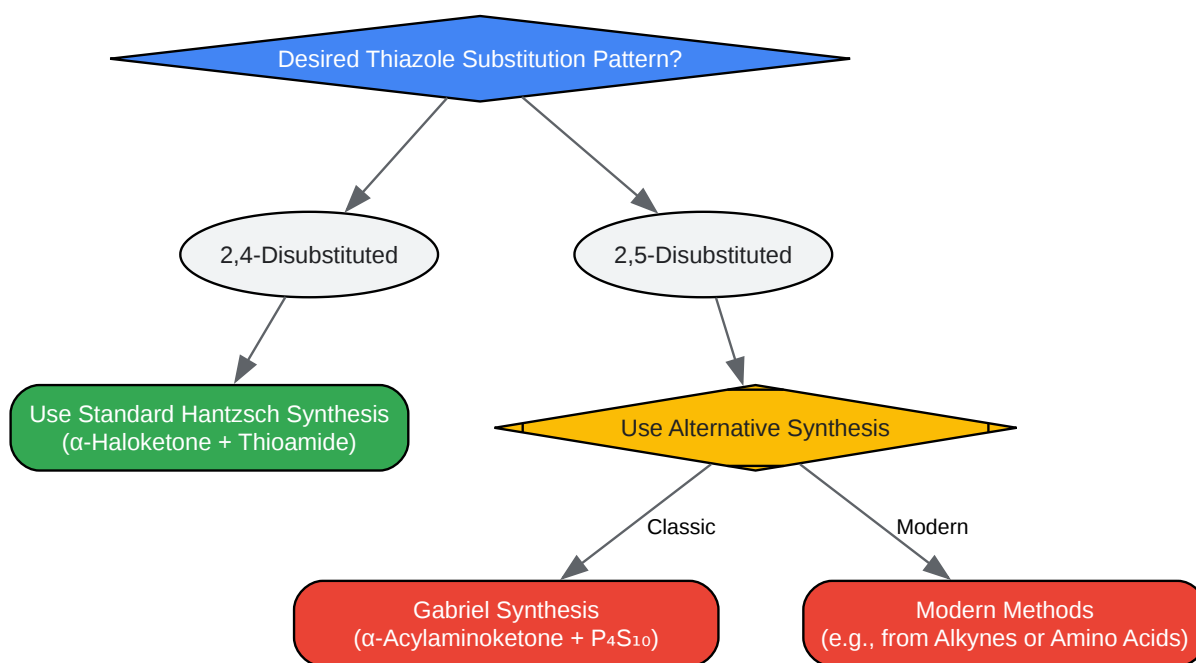 Desired Thiazole Substitution Pattern?
2,4-Disubstituted
2,5-Disubstituted
Use Standard Hantzsch Synthesis
(α-Haloketone + Thioamide)
Use Alternative Synthesis
Classic
Modern
Gabriel Synthesis
(α-Acylaminoketone + P₄S₁₀)
Modern Methods
(e.g., from Alkynes or Amino Acids)